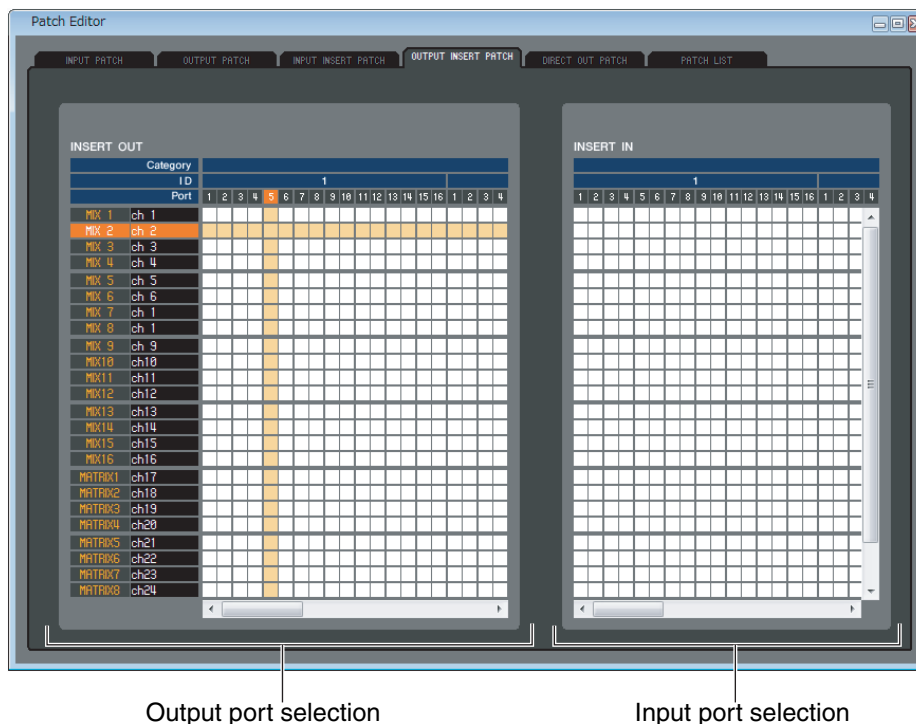 Patch Editor
INPUT PATCH OUTPUT PATCH INPUT INSERT PATCH OUTPUT INSERT PATCH DIRECT OUT PATCH PATCH LIST
INSERT OUT
Category
ID 1
Port 1 2 3 4 5 6 7 8 9 10 11 12 13 14 15 16 1 2 3 4
MIX 1 ch 1
MIX 2 ch 2
MIX 3 ch 3
MIX 4 ch 4
MIX 5 ch 5
MIX 6 ch 6
MIX 7 ch 1
MIX 8 ch 1
MIX 9 ch 9
MIX10 ch10
MIX11 ch11
MIX12 ch12
MIX13 ch13
MIX14 ch14
MIX15 ch15
MIX16 ch16
MATRIX1 ch17
MATRIX2 ch18
MATRIX3 ch19
MATRIX4 ch20
MATRIX5 ch21
MATRIX6 ch22
MATRIX7 ch23
MATRIX8 ch24
INSERT IN
1
1 2 3 4 5 6 7 8 9 10 11 12 13 14 15 16 1 2 3 4
Output port selection
Input port selection